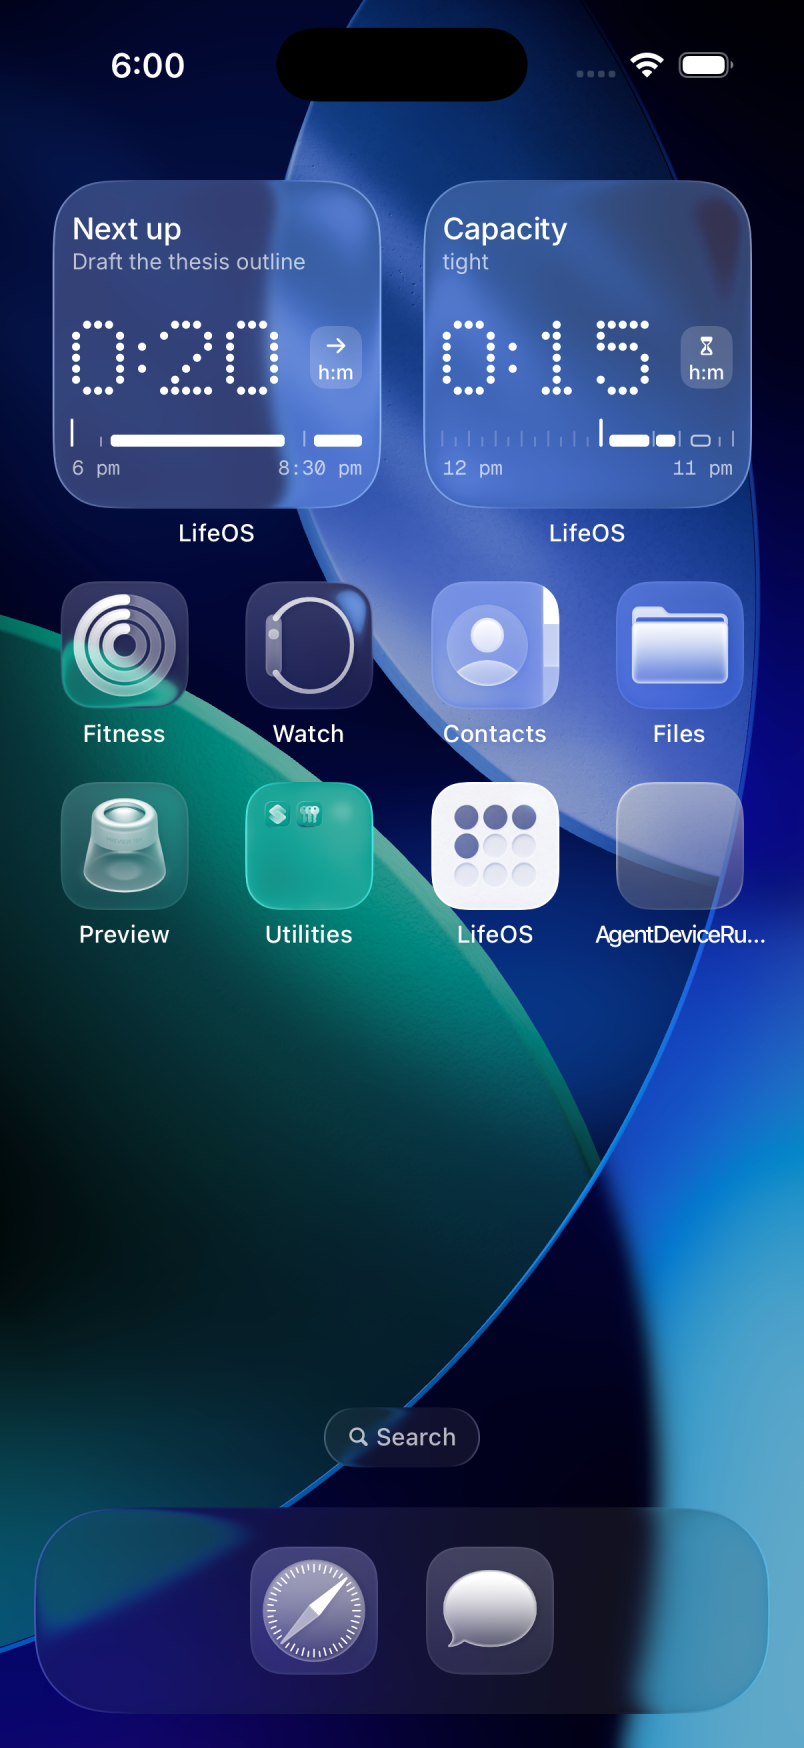 6:00
Next up
Draft the thesis outline
0:20
h:m
6 pm
8:30 pm
LifeOS
Capacity
tight
0:15
h:m
12 pm
11 pm
LifeOS
Fitness
Watch
Contacts
Files
Preview
Utilities
LifeOS
AgentDeviceRu...
Search